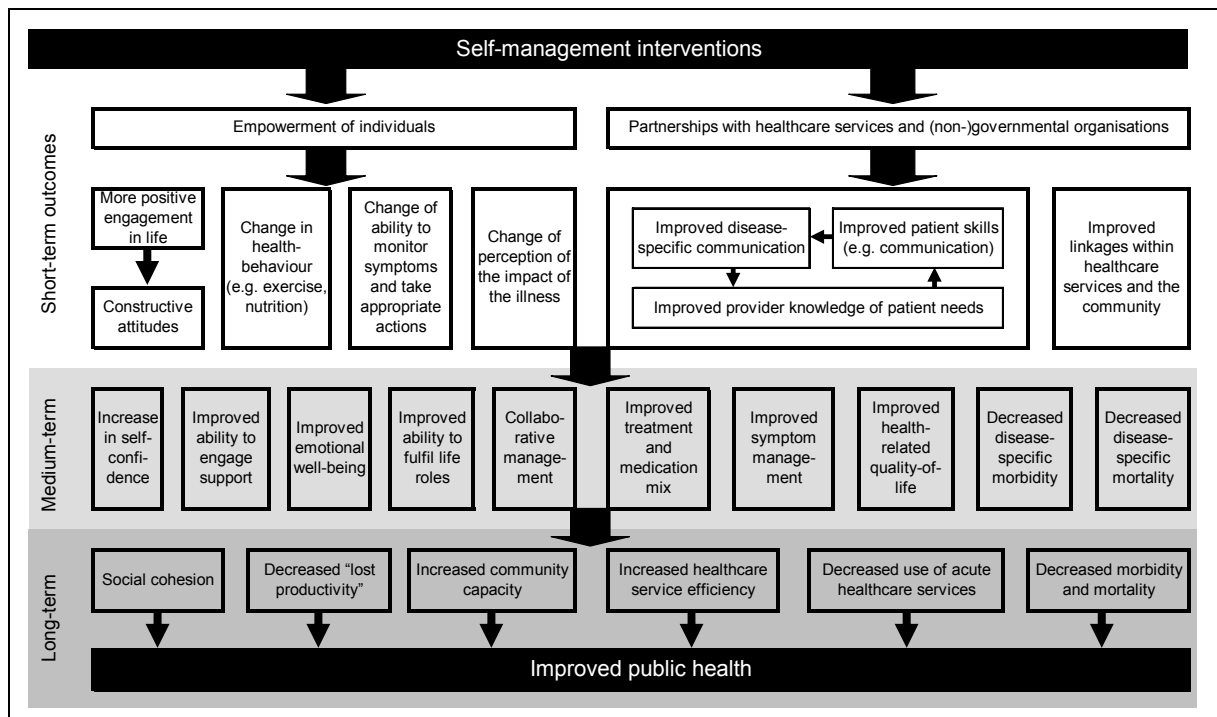 Self-management interventions
Short-term outcomes
Empowerment of individuals
Partnerships with healthcare services and (non-)governmental organisations
More positive
engagement
in life
Constructive
attitudes
Change in
health-
behaviour
(e.g. exercise,
nutrition)
Change of
ability to
monitor
symptoms
and take
appropriate
actions
Change of
perception of
the impact of
the illness
Improved disease-
specific communication
Improved patient skills
(e.g. communication)
Improved provider knowledge of patient needs
Improved
linkages within
healthcare
services and the
community
Medium-term
Increase
in self-
confi-
dence
Improved
ability to
engage
support
Improved
emotional
well-being
Improved
ability to
fulfil life
roles
Collabo-
rative
manage-
ment
Improved
treatment
and
medication
mix
Improved
symptom
manage-
ment
Improved
health-
related
quality-of-
life
Decreased
disease-
specific
morbidity
Decreased
disease-
specific
mortality
Long-term
Social cohesion
Decreased “lost
productivity”
Increased community
capacity
Increased healthcare
service efficiency
Decreased use of acute
healthcare services
Decreased morbidity
and mortality
Improved public health